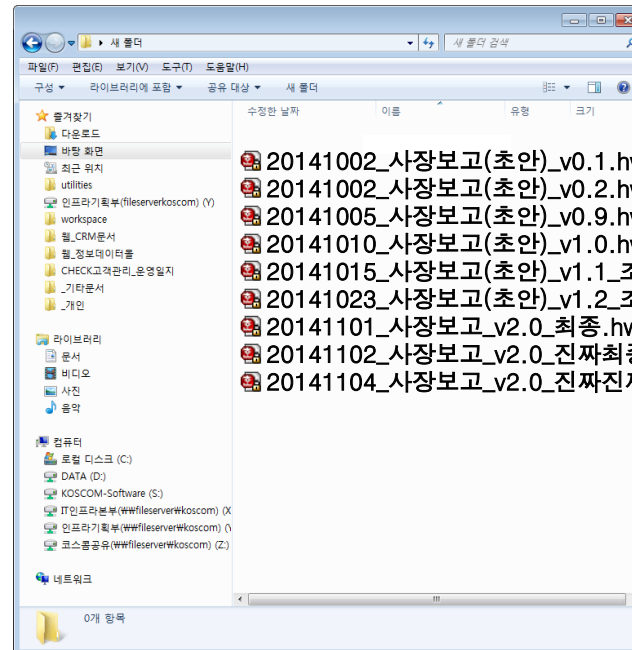 새 폴더
새 폴더 검색
파일(F) 편집(E) 보기(V) 도구(T) 도움말(H)
구성 라이브러리에 포함 공유 대상 새 폴더
수정한 날짜 이름 유형 크기
즐겨찾기
다운로드
바탕 화면
최근 위치
utilities
인프라기획부(fileserverkoscom) (Y)
workspace
웹_CRM문서
웹_정보데이터몰
CHECK고객관리_운영일지
_기타문서
_개인
라이브러리
문서
비디오
사진
음악
컴퓨터
로컬 디스크 (C:)
DATA (D:)
KOSCOM-Software (S:)
IT인프라본부(₩₩fileserver₩koscom) (X
인프라기획부(₩₩fileserver₩koscom) (Y
코스콤공유(₩₩fileserver₩koscom) (Z:)
네트워크
20141002_사장보고(초안)_v0.1.hw
20141002_사장보고(초안)_v0.2.hw
20141005_사장보고(초안)_v0.9.hw
20141010_사장보고(초안)_v1.0.hw
20141015_사장보고(초안)_v1.1_조
20141023_사장보고(초안)_v1.2_조
20141101_사장보고_v2.0_최종.hw
20141102_사장보고_v2.0_진짜최종
20141104_사장보고_v2.0_진짜진짜
0개 항목